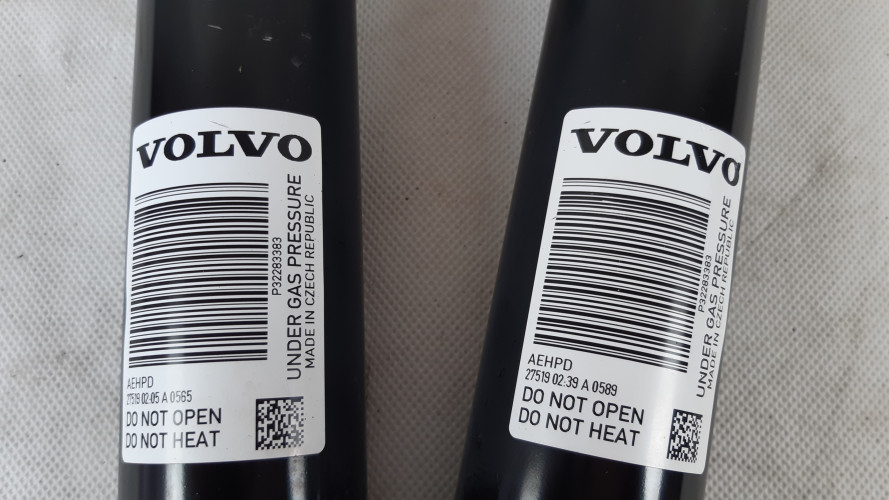 VOLVO
P32283383
UNDER GAS PRESSURE
MADE IN CZECH REPUBLIC
AEHPD
27519 02:05 A 0565
DO NOT OPEN
DO NOT HEAT
VOLVO
P32283383
UNDER GAS PRESSURE
MADE IN CZECH REPUBLIC
AEHPD
27519 02:39 A 0589
DO NOT OPEN
DO NOT HEAT